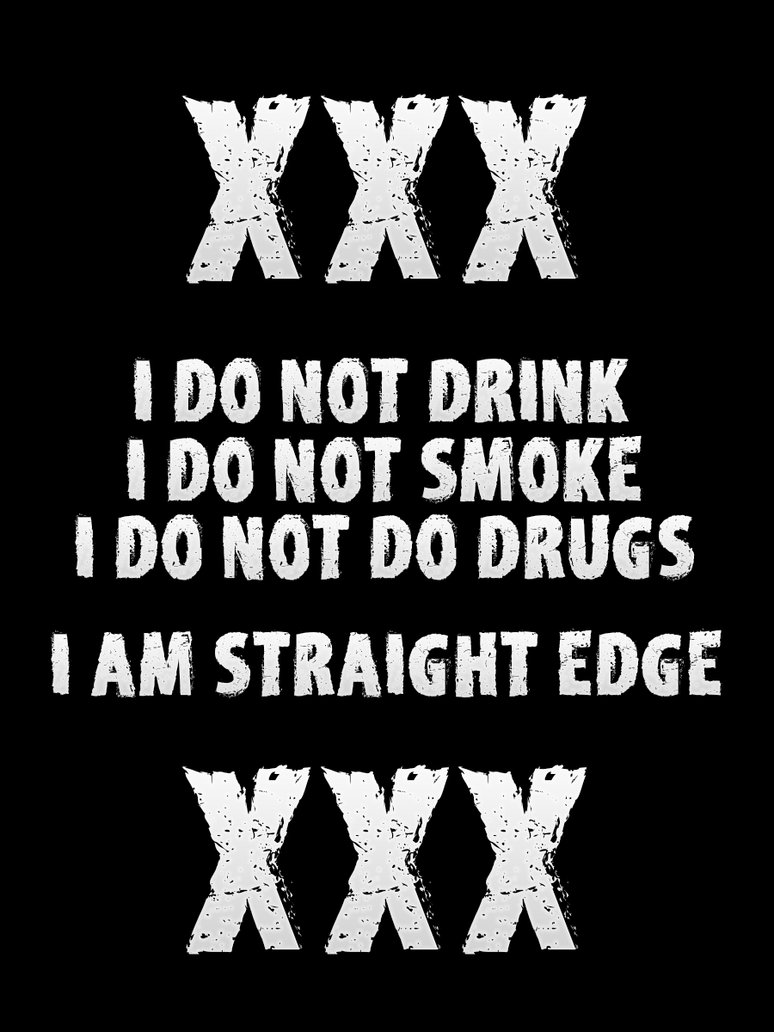 XXX
I DO NOT DRINK
I DO NOT SMOKE
I DO NOT DO DRUGS
I AM STRAIGHT EDGE
XXX